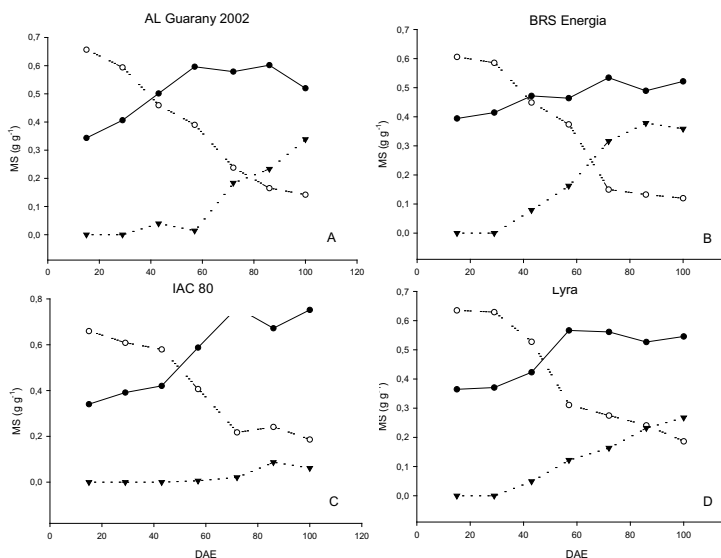 AL Guarany 2002
MS (g g⁻¹)
0,7
0,6
0,5
0,4
0,3
0,2
0,1
0,0
A
0 20 40 60 80 100 120
BRS Energia
MS (g g⁻¹)
0,7
0,6
0,5
0,4
0,3
0,2
0,1
0,0
B
0 20 40 60 80 100
IAC 80
MS (g g⁻¹)
0,8
0,6
0,4
0,2
0,0
C
0 20 40 60 80 100 120
DAE
Lyra
MS (g g⁻¹)
0,7
0,6
0,5
0,4
0,3
0,2
0,1
0,0
D
0 20 40 60 80 100
DAE